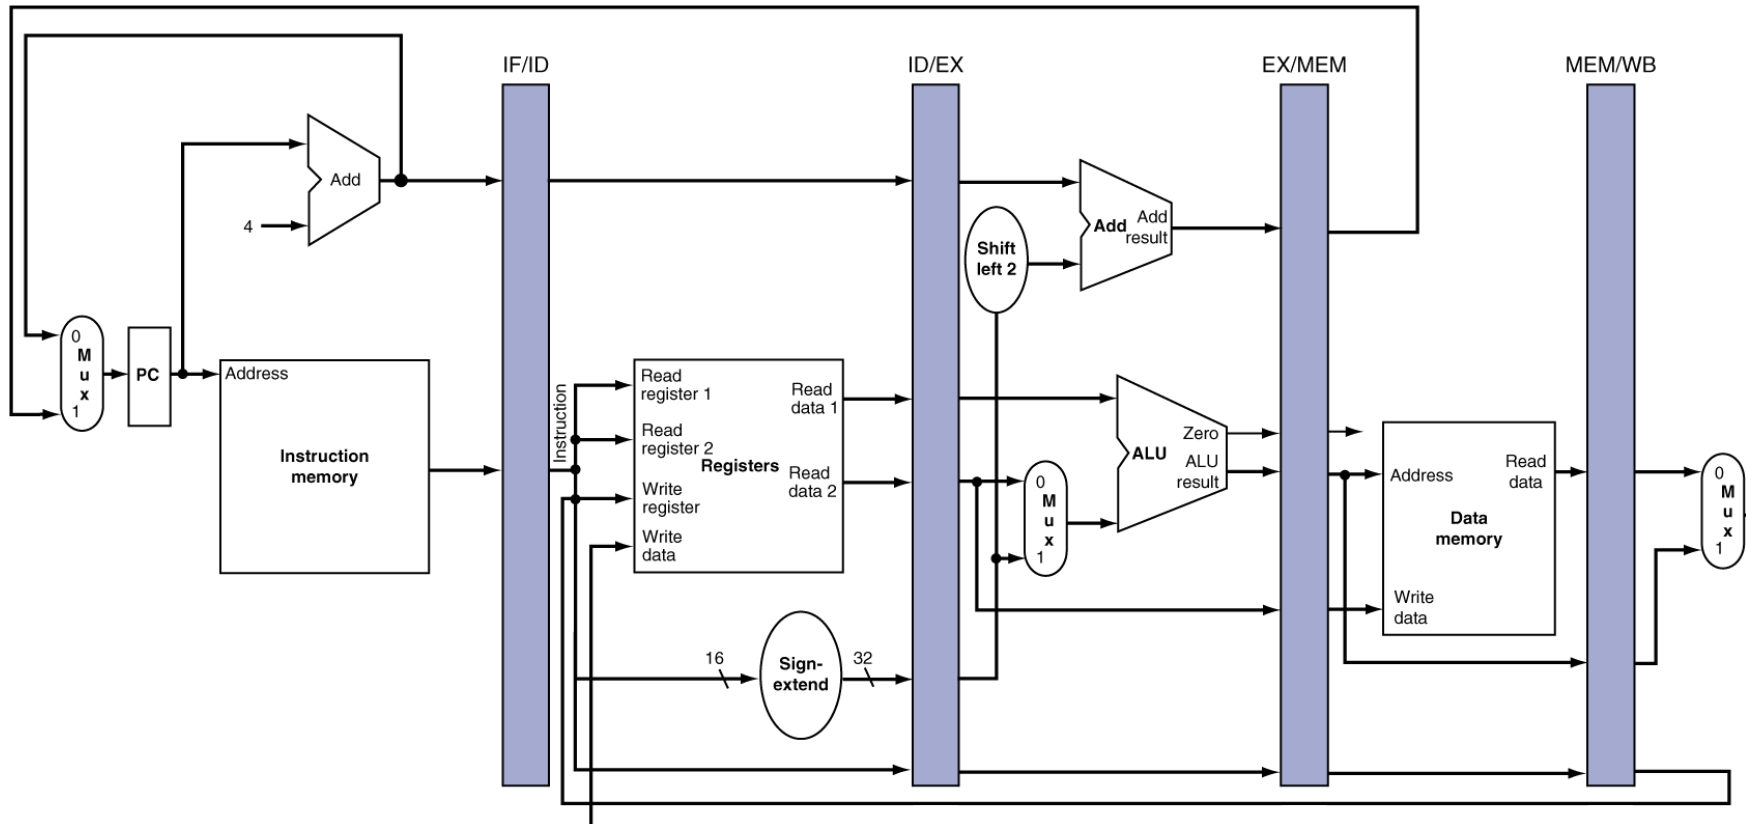 IF/ID
ID/EX
EX/MEM
MEM/WB
Add
4
Add
Add
result
Shift
left 2
0
M
u
x
1
PC
Address
Instruction
memory
Instruction
Read
register 1
Read
register 2
Write
register
Write
data
Registers
Read
data 1
Read
data 2
16
Sign-
extend
32
0
M
u
x
1
ALU
Zero
ALU
result
Address
Read
data
Data
memory
Write
data
0
M
u
x
1